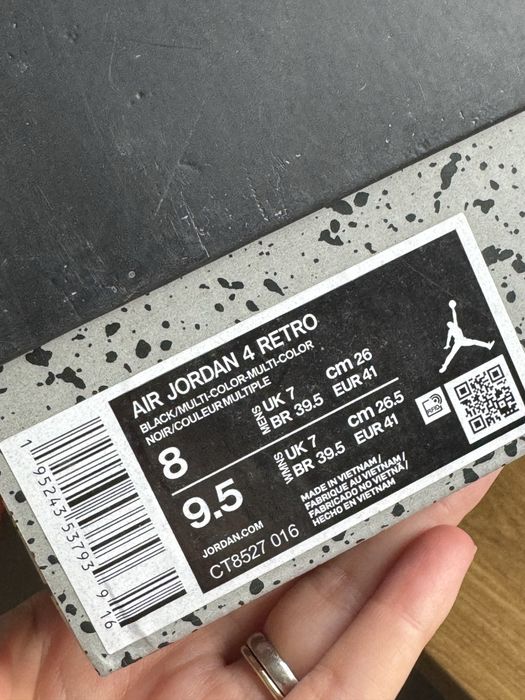 AIR JORDAN 4 RETRO
BLACK/MULTI-COLOR-MULTI-COLOR
NOIR/COULEUR MULTIPLE
8
MENS
UK 7
BR 39.5
cm 26
EUR 41
9.5
WMNS
UK 7
BR 39.5
cm 26.5
EUR 41
JORDAN.COM
CT8527 016
MADE IN VIETNAM/
FABRIQUE AU VIETNAM/
FABRICADO NO VIETNÃ/
HECHO EN VIETNAM
1 95243 53793 9 16